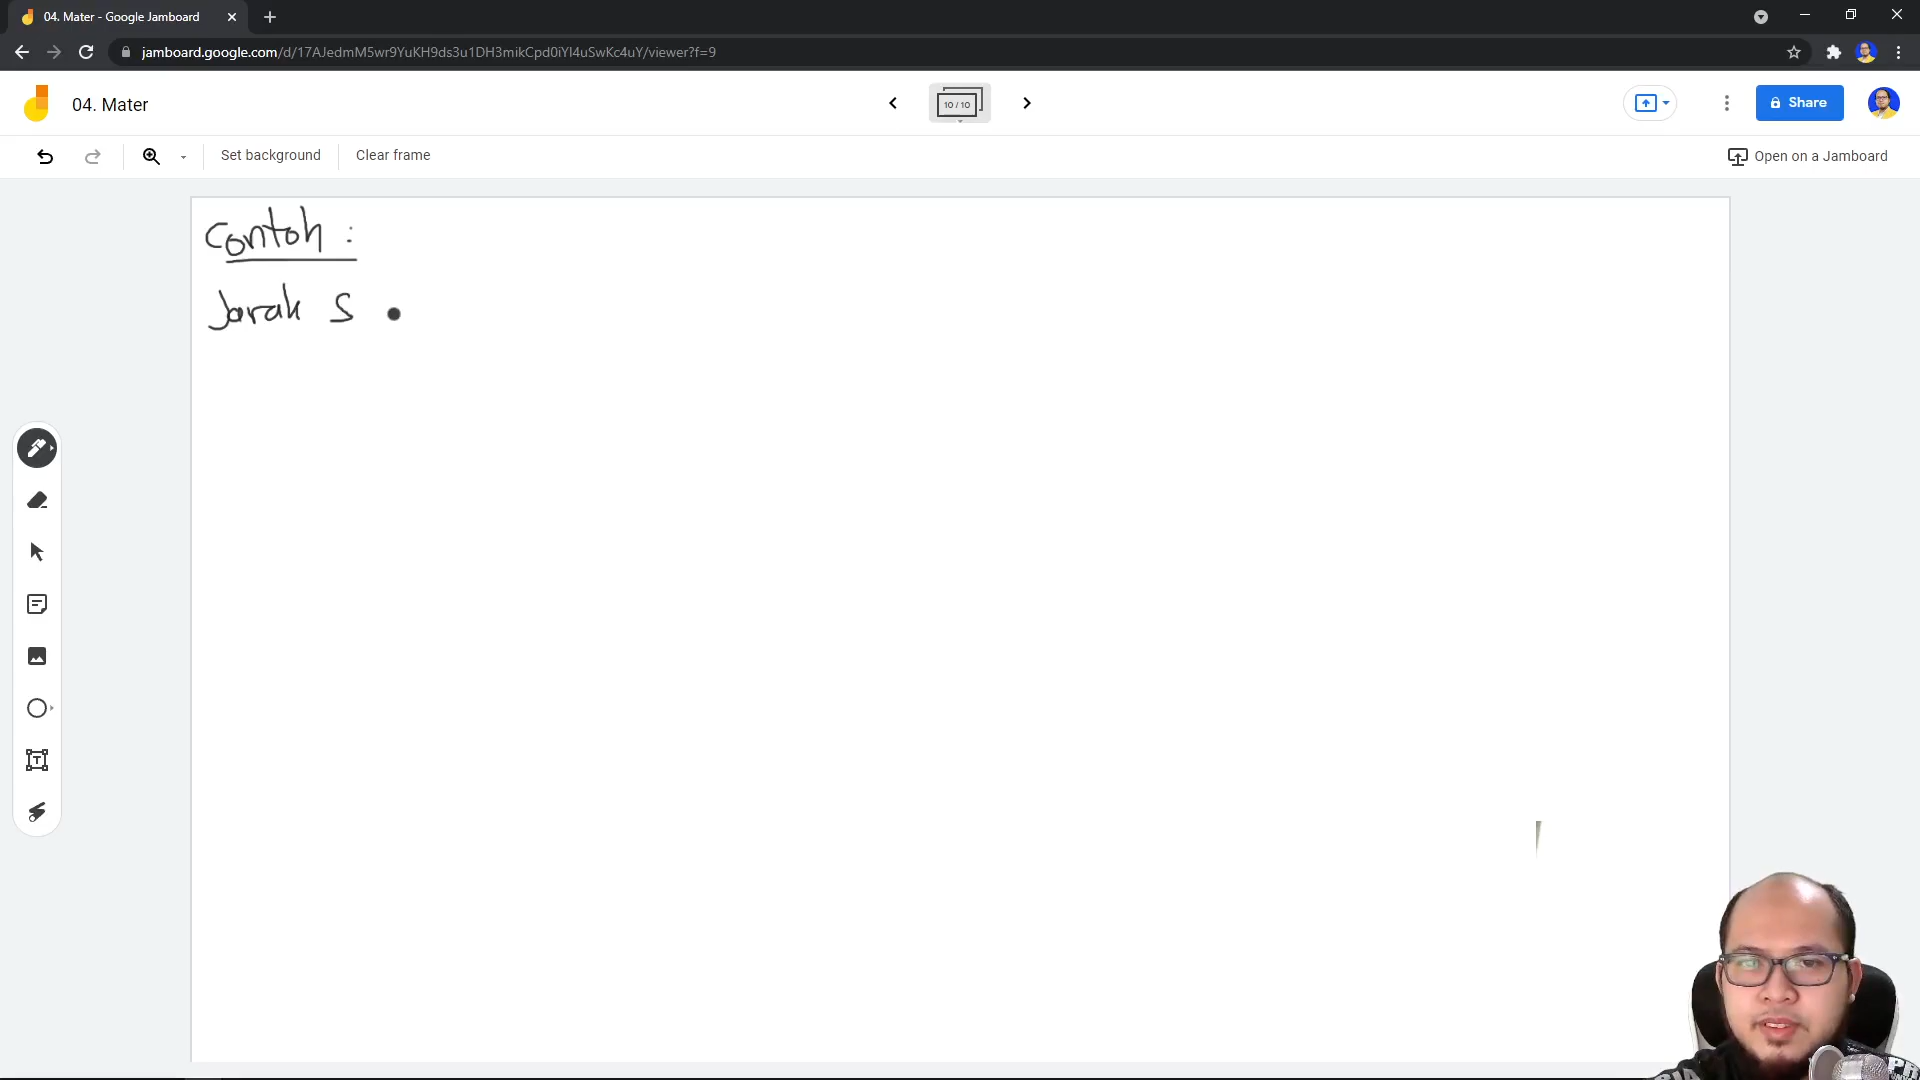 04. Mater - Google Jamboard
jamboard.google.com/d/17AJedmM5wr9YuKH9ds3u1DH3mikCpd0iYl4uSwKc4uY/viewer?f=9
04. Mater
10 / 10
Share
Set background
Clear frame
Open on a Jamboard
Contoh :
Jarak S